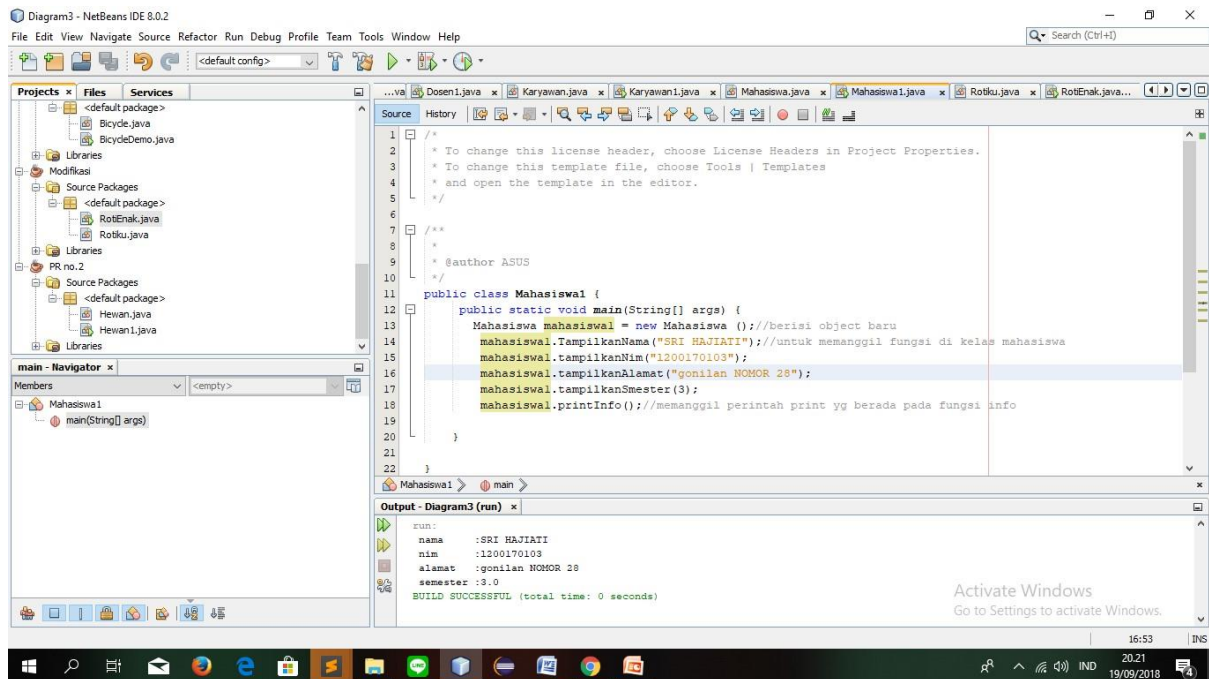 Diagram3 - NetBeans IDE 8.0.2
File Edit View Navigate Source Refactor Run Debug Profile Team Tools Window Help
Search (Ctrl+I)
<default config>
Projects Files Services
<default package>
Bicycle.java
BicycleDemo.java
Libraries
Modifikasi
Source Packages
<default package>
RotiEnak.java
Rotiku.java
Libraries
PR no.2
Source Packages
<default package>
Hewan.java
Hewan1.java
Libraries
main - Navigator
Members <empty>
Mahasiswa1
main(String[] args)
...va Dosen1.java Karyawan.java Karyawan1.java Mahasiswa.java Mahasiswa1.java Rotiku.java RotiEnak.java...
Source History
1 /*
2 * To change this license header, choose License Headers in Project Properties.
3 * To change this template file, choose Tools | Templates
4 * and open the template in the editor.
5 */
6
7 /**
8 *
9 * @author ASUS
10 */
11 public class Mahasiswa1 {
12 public static void main(String[] args) {
13 Mahasiswa mahasiswa1 = new Mahasiswa ();//berisi object baru
14 mahasiswa1.TampilkanNama("SRI HAJIATI");//untuk memanggil fungsi di kelas mahasiswa
15 mahasiswa1.tampilkanNim("1200170103");
16 mahasiswa1.tampilkanAlamat("gonilan NOMOR 28");
17 mahasiswa1.tampilkanSmester(3);
18 mahasiswa1.printInfo();//memanggil perintah print yg berada pada fungsi info
19
20 }
21
22 }
Mahasiswa1 main
Output - Diagram3 (run)
run:
nama :SRI HAJIATI
nim :1200170103
alamat :gonilan NOMOR 28
semester :3.0
BUILD SUCCESSFUL (total time: 0 seconds)
Activate Windows
Go to Settings to activate Windows.
16:53 INS
IND
20.21
19/09/2018